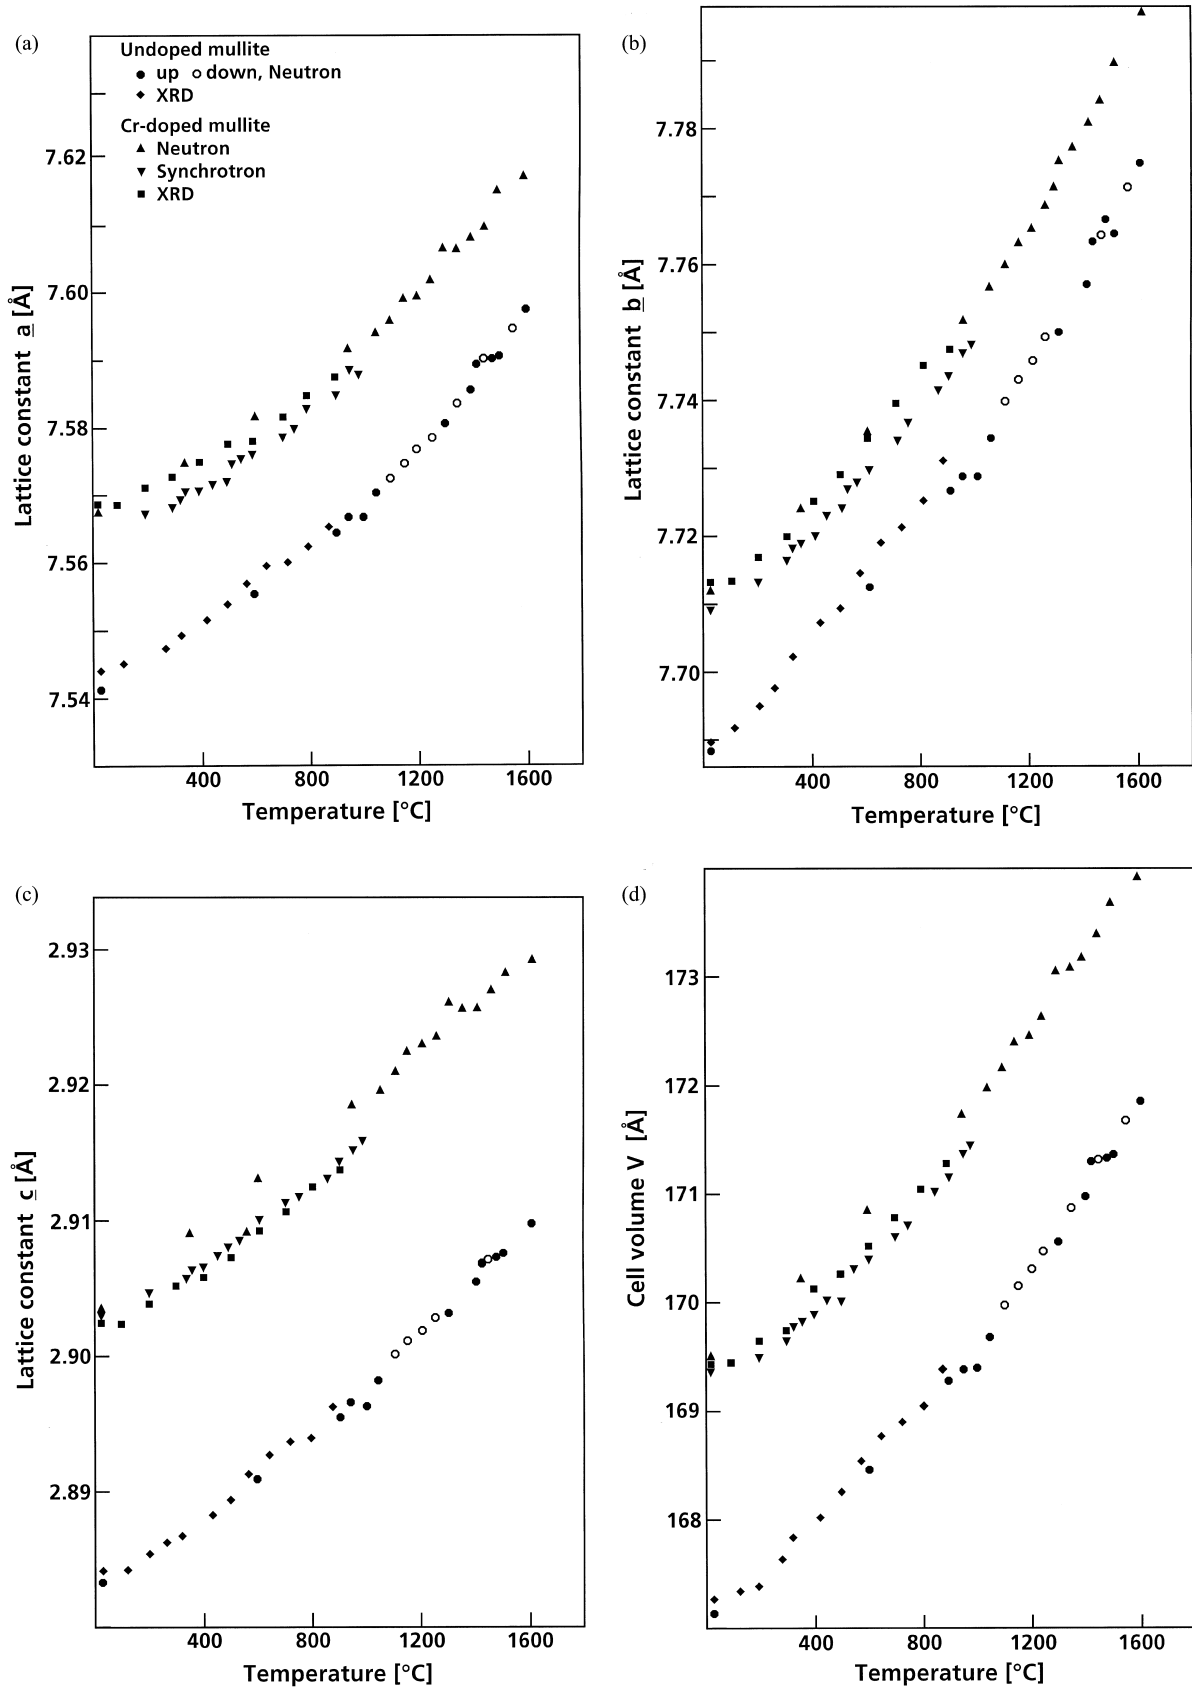 (a)
Undoped mullite
● up ○ down, Neutron
◆ XRD
Cr-doped mullite
▲ Neutron
▼ Synchrotron
■ XRD
7.62
7.60
7.58
7.56
7.54
Lattice constant a [Å]
400 800 1200 1600
Temperature [°C]
(b)
7.78
7.76
7.74
7.72
7.70
Lattice constant b [Å]
400 800 1200 1600
Temperature [°C]
(c)
2.93
2.92
2.91
2.90
2.89
Lattice constant c [Å]
400 800 1200 1600
Temperature [°C]
(d)
173
172
171
170
169
168
Cell volume V [Å]
400 800 1200 1600
Temperature [°C]